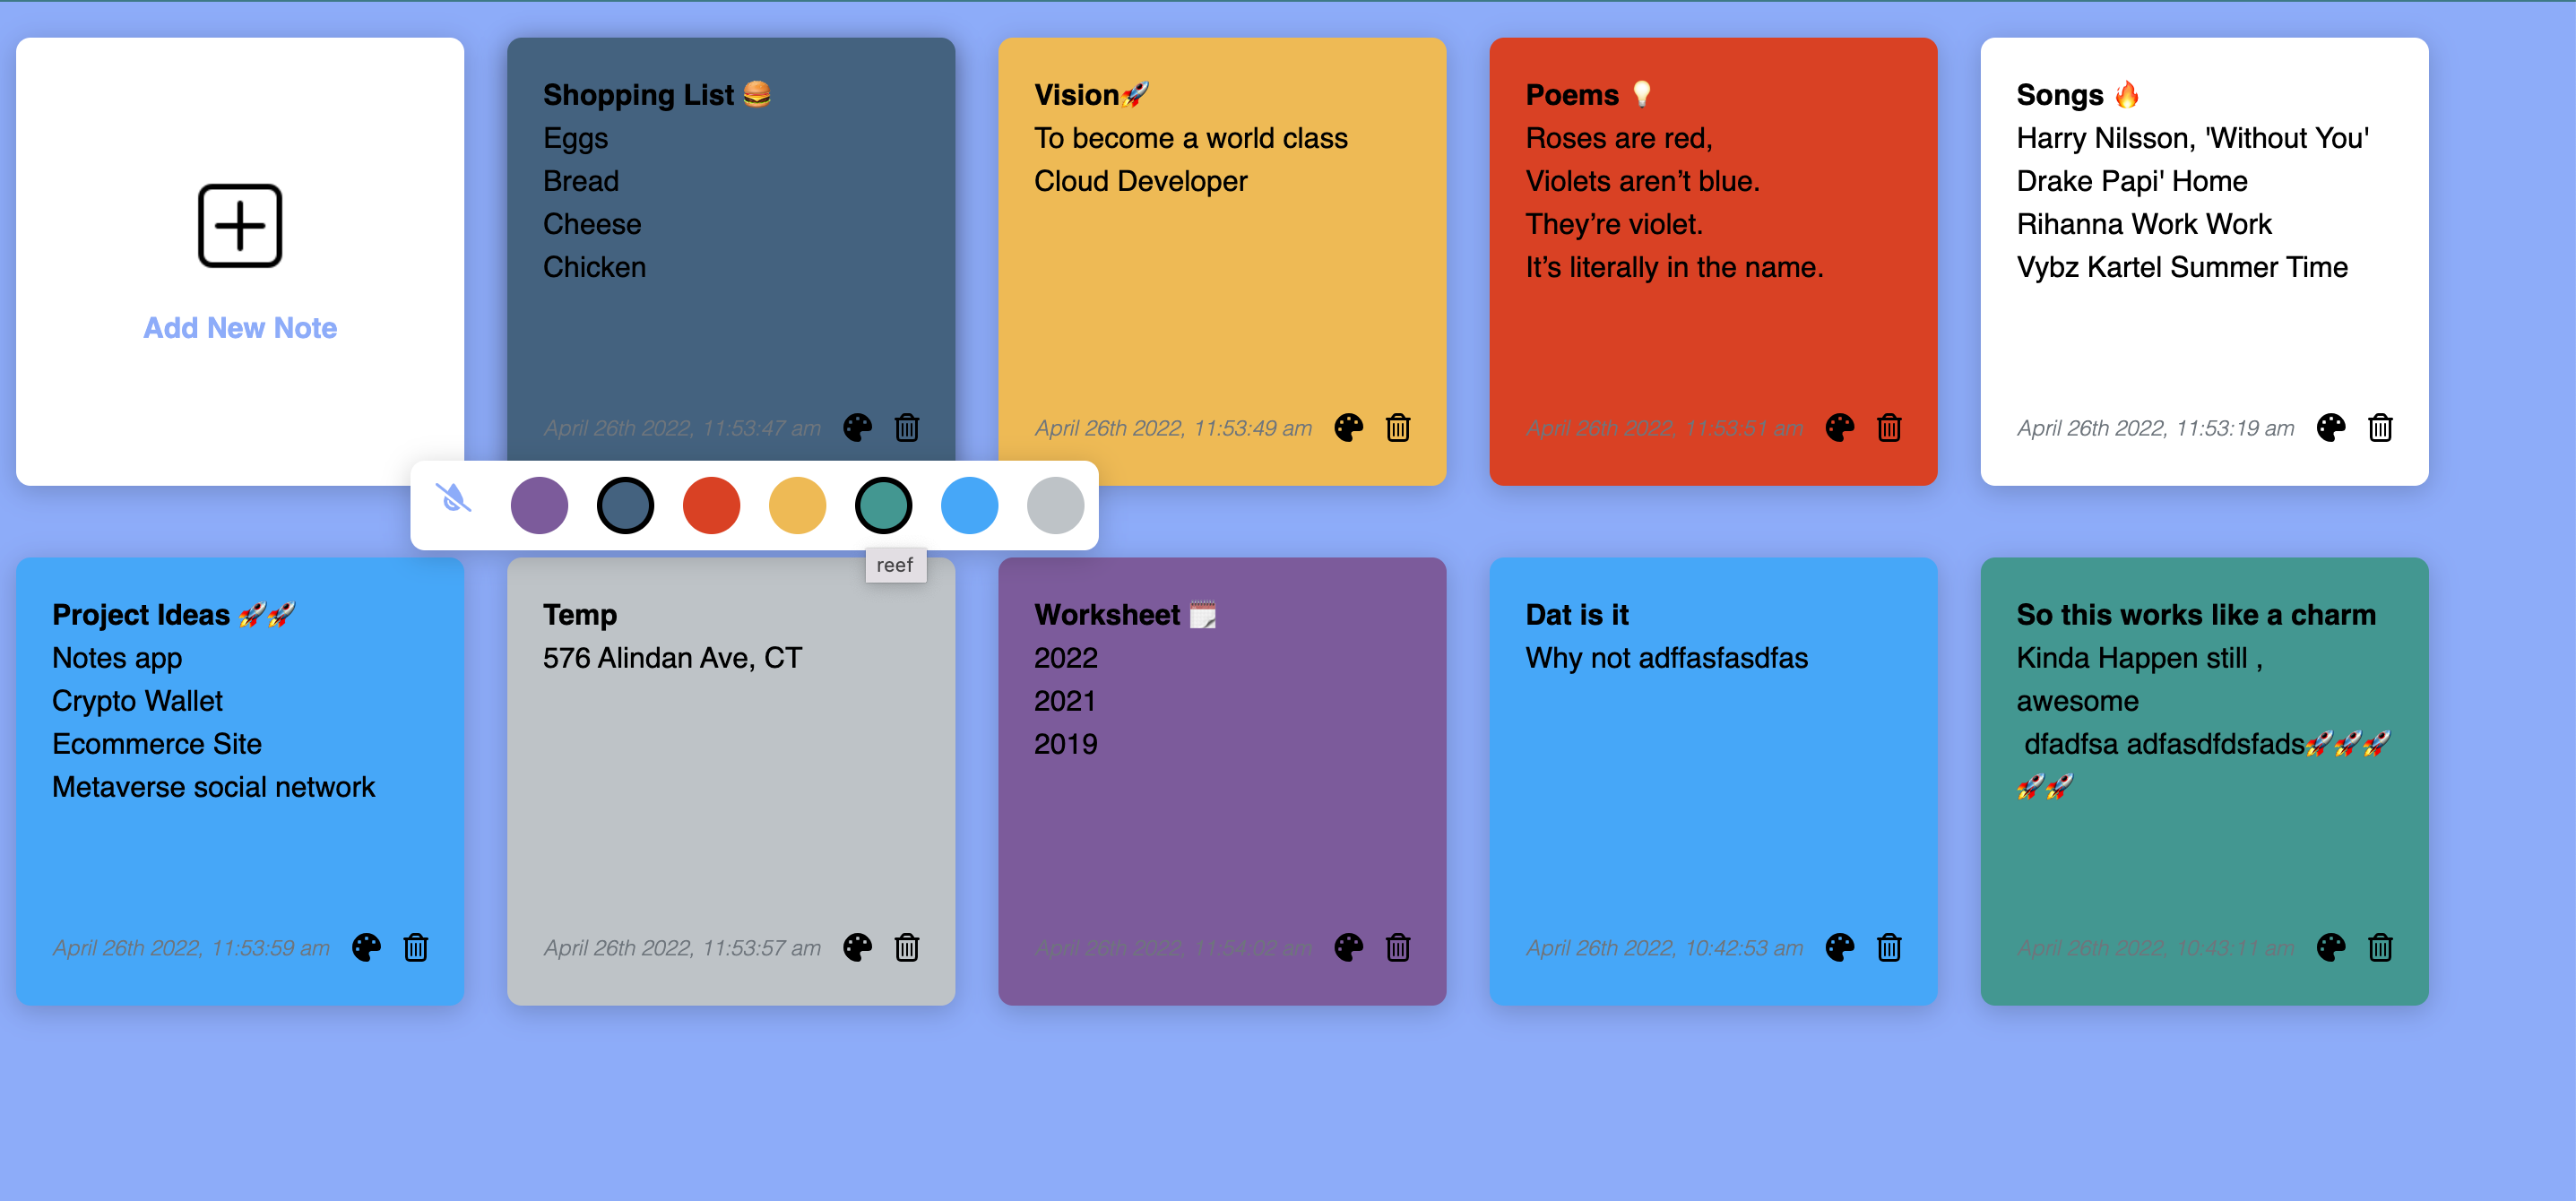 Add New Note
Shopping List 🍔
Eggs
Bread
Cheese
Chicken
April 26th 2022, 11:53:47 am
Vision🚀
To become a world class
Cloud Developer
April 26th 2022, 11:53:49 am
Poems 💡
Roses are red,
Violets aren’t blue.
They’re violet.
It’s literally in the name.
April 26th 2022, 11:53:51 am
Songs 🔥
Harry Nilsson, 'Without You'
Drake Papi' Home
Rihanna Work Work
Vybz Kartel Summer Time
April 26th 2022, 11:53:19 am
reef
Project Ideas 🚀🚀
Notes app
Crypto Wallet
Ecommerce Site
Metaverse social network
April 26th 2022, 11:53:59 am
Temp
576 Alindan Ave, CT
April 26th 2022, 11:53:57 am
Worksheet 🗓
2022
2021
2019
April 26th 2022, 11:54:02 am
Dat is it
Why not adffasfasdfas
April 26th 2022, 10:42:53 am
So this works like a charm
Kinda Happen still ,
awesome
dfadfsa adfasdfdsfads🚀🚀🚀
🚀🚀
April 26th 2022, 10:43:11 am